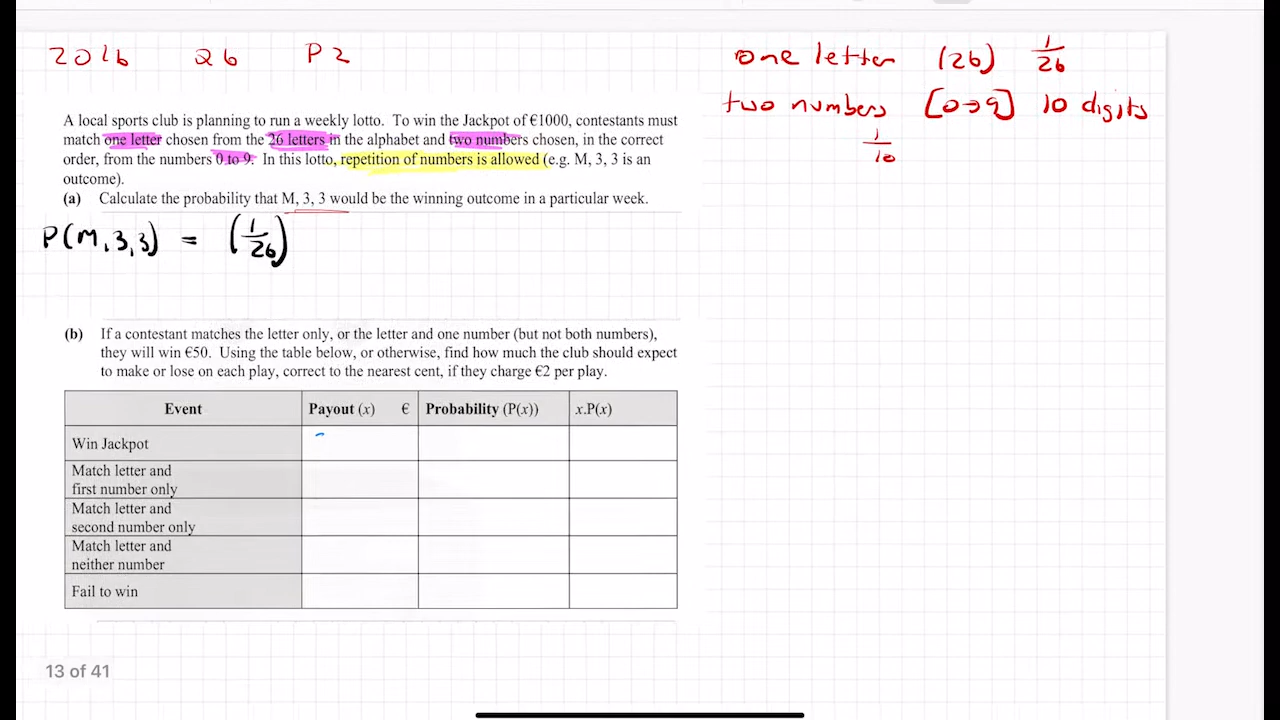 2016 Q6 P2
one letter (26) 1/26
two numbers [0→9] 10 digits
1/10
A local sports club is planning to run a weekly lotto. To win the Jackpot of €1000, contestants must
match one letter chosen from the 26 letters in the alphabet and two numbers chosen, in the correct
order, from the numbers 0 to 9. In this lotto, repetition of numbers is allowed (e.g. M, 3, 3 is an
outcome).
(a) Calculate the probability that M, 3, 3 would be the winning outcome in a particular week.
P(M,3,3) = (1/26)
(b) If a contestant matches the letter only, or the letter and one number (but not both numbers),
they will win €50. Using the table below, or otherwise, find how much the club should expect
to make or lose on each play, correct to the nearest cent, if they charge €2 per play.
Event Payout (x) € Probability (P(x)) x.P(x)
Win Jackpot
Match letter and
first number only
Match letter and
second number only
Match letter and
neither number
Fail to win
13 of 41